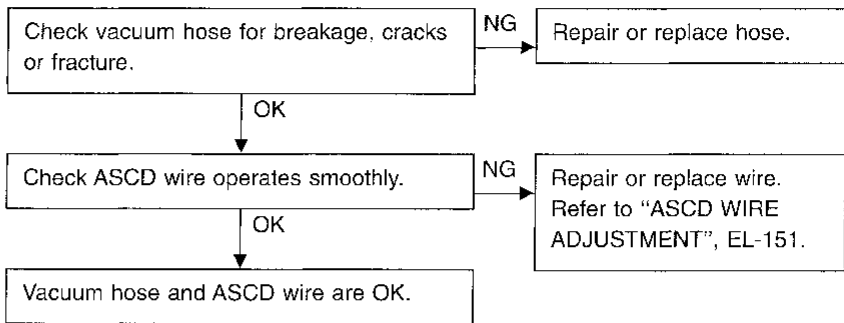 Check vacuum hose for breakage, cracks
or fracture.
NG
Repair or replace hose.
OK
Check ASCD wire operates smoothly.
NG
Repair or replace wire.
Refer to “ASCD WIRE
ADJUSTMENT”, EL-151.
OK
Vacuum hose and ASCD wire are OK.